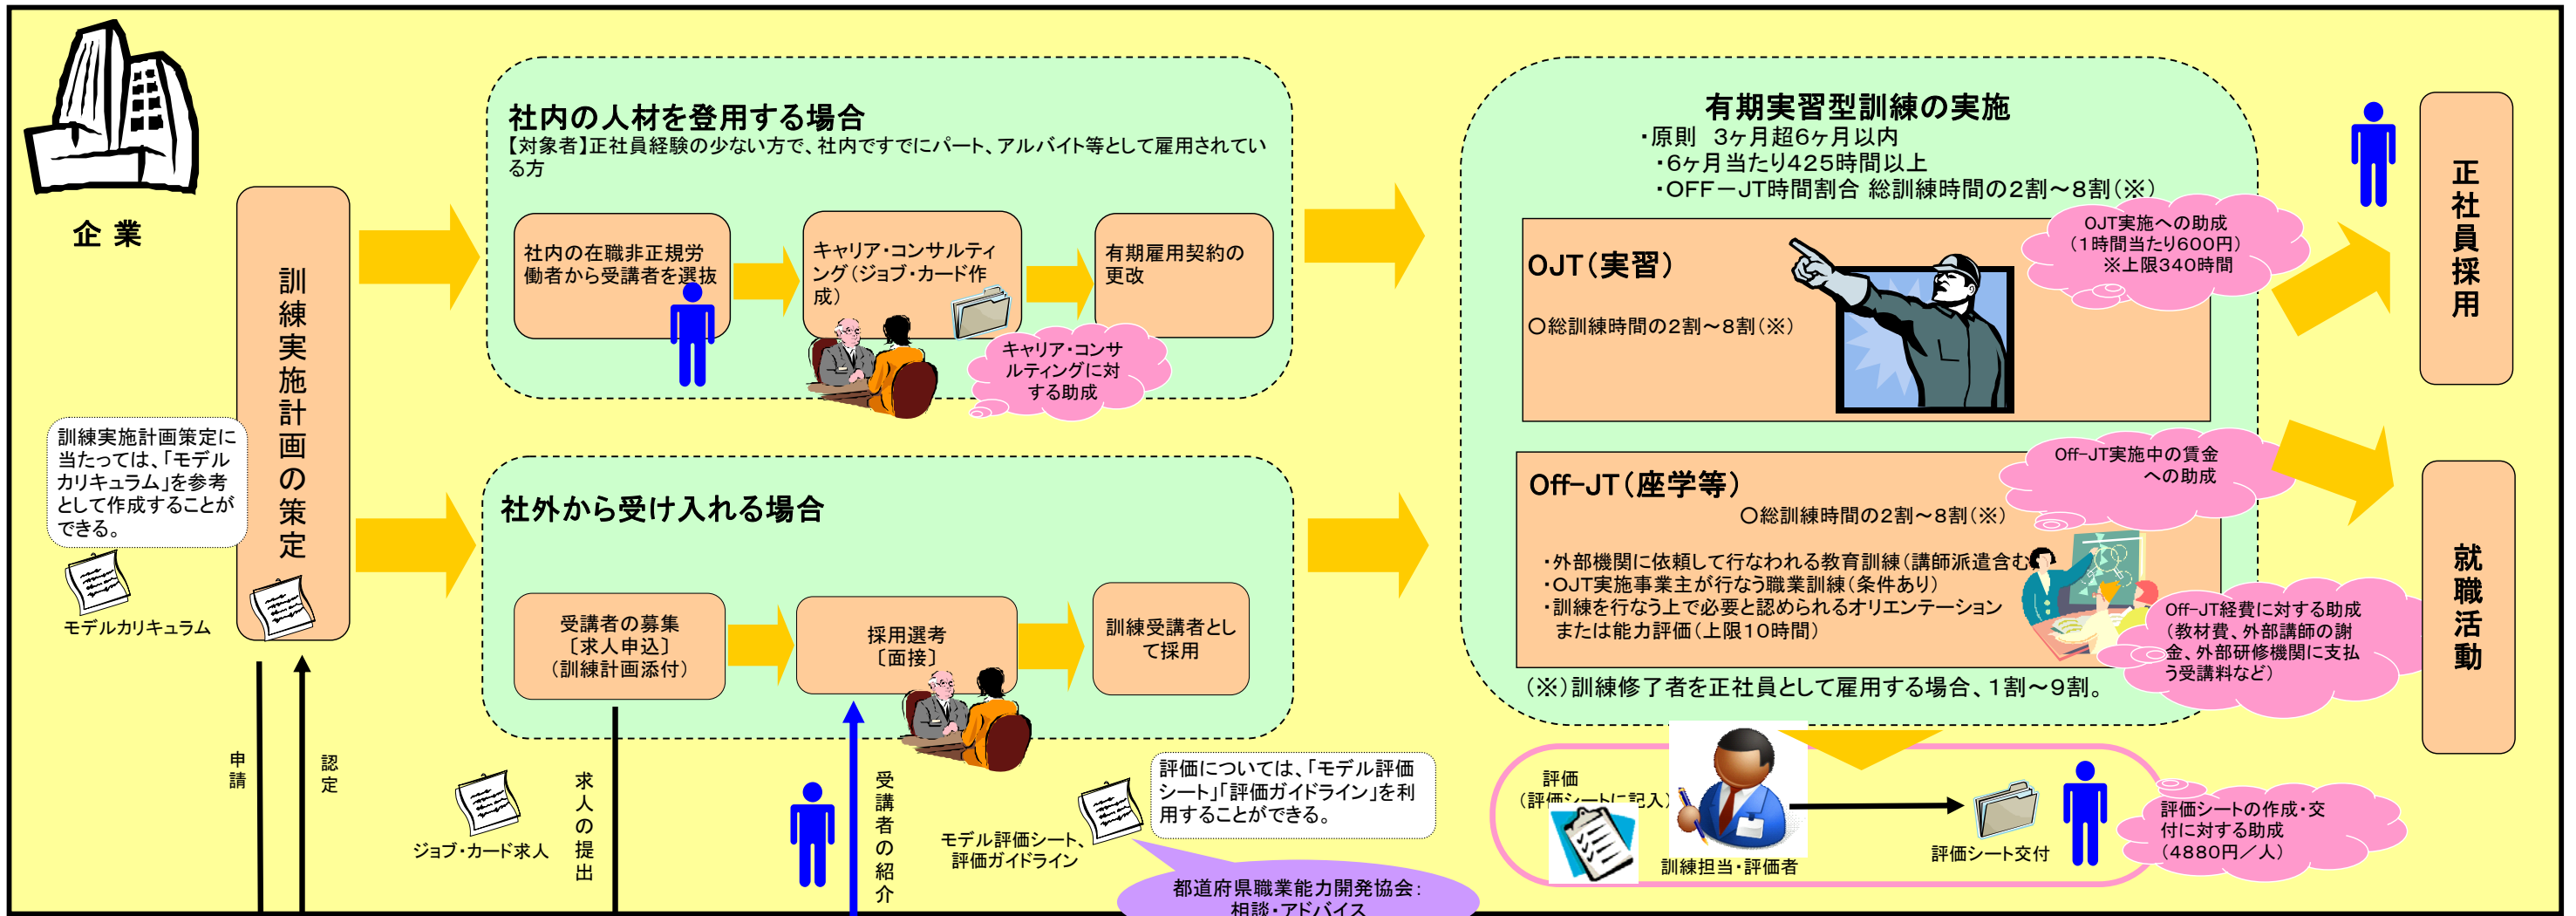 企 業
訓練実施計画の策定
訓練実施計画策定に
当たっては、「モデル
カリキュラム」を参考
として作成することが
できる。
モデルカリキュラム
申請
認定
社内の人材を登用する場合
【対象者】正社員経験の少ない方で、社内ですでにパート、アルバイト等として雇用されてい
る方
社内の在職非正規労
働者から受講者を選抜
キャリア・コンサルティ
ング(ジョブ・カード作
成)
有期雇用契約の
更改
キャリア・コンサ
ルティングに対
する助成
社外から受け入れる場合
受講者の募集
〔求人申込〕
(訓練計画添付)
採用選考
〔面接〕
訓練受講者とし
て採用
ジョブ・カード求人
求人の提出
受講者の紹介
モデル評価シート、
評価ガイドライン
評価については、「モデル評価
シート」「評価ガイドライン」を利
用することができる。
都道府県職業能力開発協会:
相談・アドバイス
有期実習型訓練の実施
・原則 3ヶ月超6ヶ月以内
・6ヶ月当たり425時間以上
・OFF-JT時間割合 総訓練時間の2割~8割(※)
OJT(実習)
○総訓練時間の2割~8割(※)
OJT実施への助成
(1時間当たり600円)
※上限340時間
Off-JT(座学等)
○総訓練時間の2割~8割(※)
・外部機関に依頼して行なわれる教育訓練(講師派遣含む
・OJT実施事業主が行なう職業訓練(条件あり)
・訓練を行なう上で必要と認められるオリエンテーション
または能力評価(上限10時間)
Off-JT実施中の賃金
への助成
Off-JT経費に対する助成
(教材費、外部講師の謝
金、外部研修機関に支払
う受講料など)
(※)訓練修了者を正社員として雇用する場合、1割~9割。
評価
(評価シートに記入)
訓練担当・評価者
評価シート交付
評価シートの作成・交
付に対する助成
(4880円/人)
正社員採用
就職活動